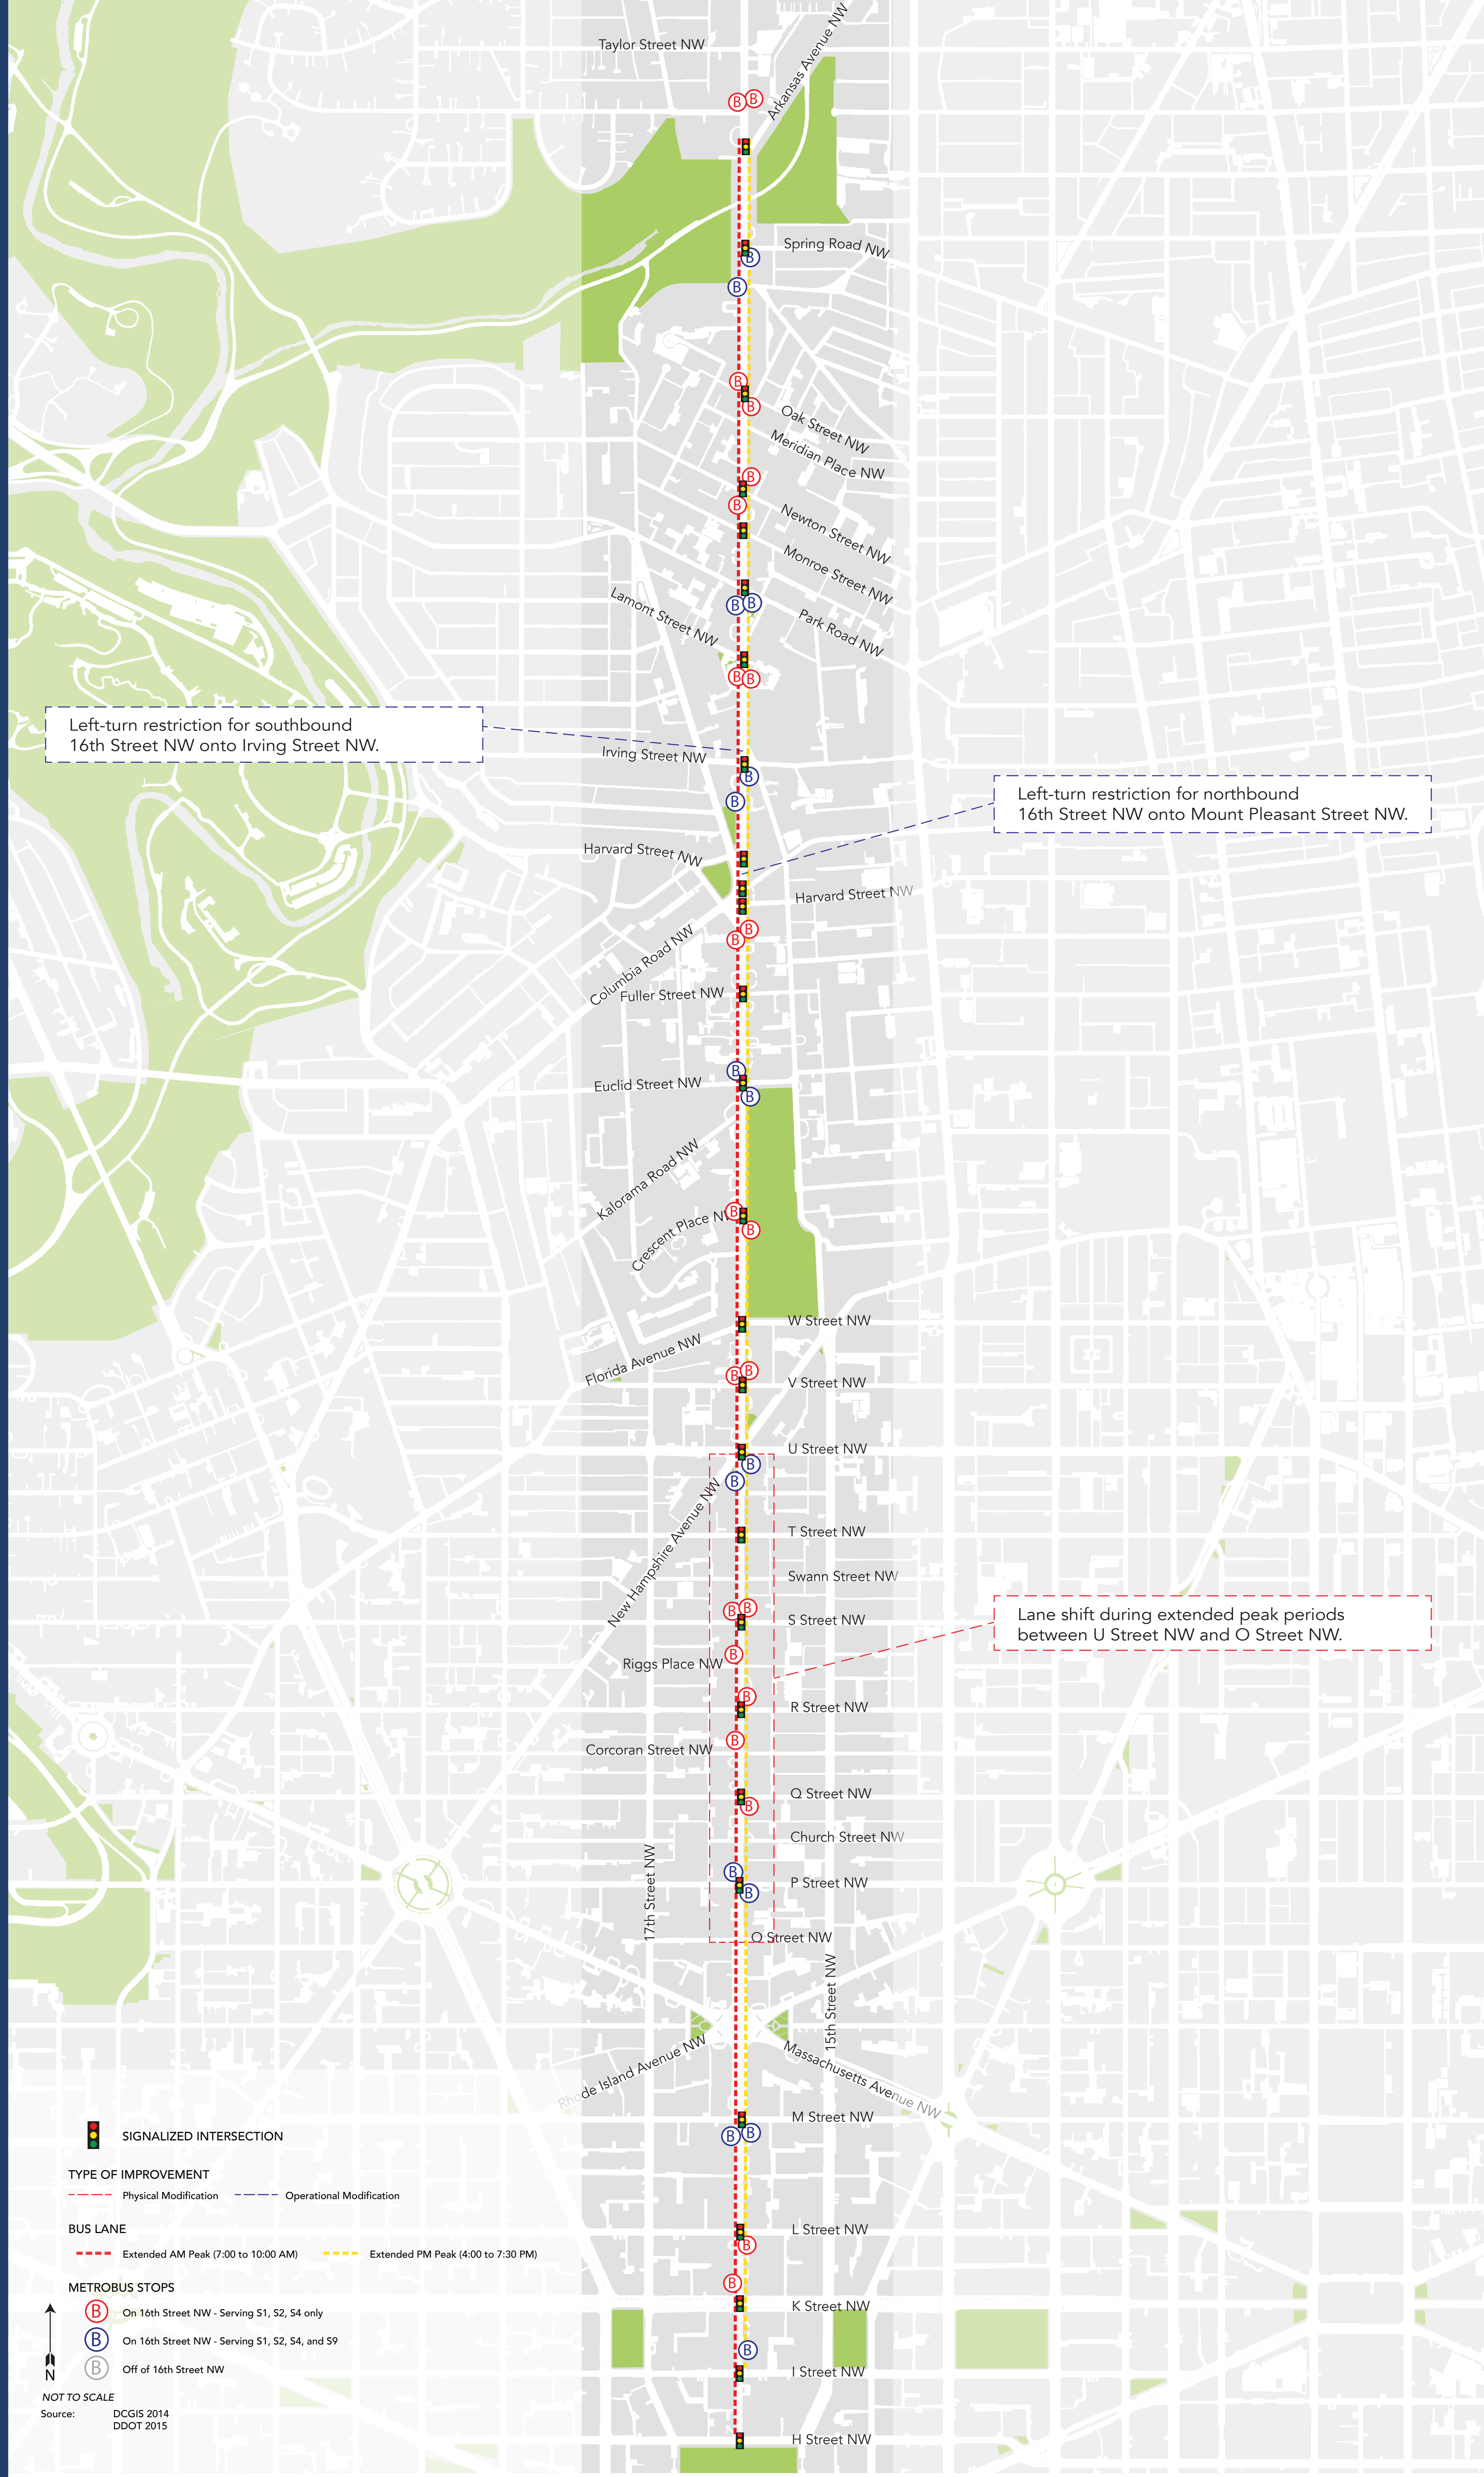 Taylor Street NW
Arkansas Avenue NW
B
B
Spring Road NW
B
B
B
B
Oak Street NW
Meridian Place NW
B
B
Newton Street NW
Monroe Street NW
Lamont Street NW
B
B
Park Road NW
B
B
Left-turn restriction for southbound
16th Street NW onto Irving Street NW.
Irving Street NW
B
B
Left-turn restriction for northbound
16th Street NW onto Mount Pleasant Street NW.
Harvard Street NW
Harvard Street NW
B
B
Columbia Road NW
Fuller Street NW
B
Euclid Street NW
B
Kalorama Road NW
B
Crescent Place NW
B
W Street NW
Florida Avenue NW
B
B
V Street NW
U Street NW
B
B
New Hampshire Avenue NW
T Street NW
Swann Street NW
B
B
S Street NW
Lane shift during extended peak periods
between U Street NW and O Street NW.
B
Riggs Place NW
B
R Street NW
B
Corcoran Street NW
Q Street NW
B
Church Street NW
17th Street NW
B
P Street NW
B
O Street NW
15th Street NW
Rhode Island Avenue NW
Massachusetts Avenue NW
M Street NW
B
B
L Street NW
B
B
K Street NW
B
I Street NW
H Street NW
SIGNALIZED INTERSECTION
TYPE OF IMPROVEMENT
Physical Modification
Operational Modification
BUS LANE
Extended AM Peak (7:00 to 10:00 AM)
Extended PM Peak (4:00 to 7:30 PM)
METROBUS STOPS
B On 16th Street NW - Serving S1, S2, S4 only
B On 16th Street NW - Serving S1, S2, S4, and S9
B Off of 16th Street NW
N
NOT TO SCALE
Source: DCGIS 2014
DDOT 2015